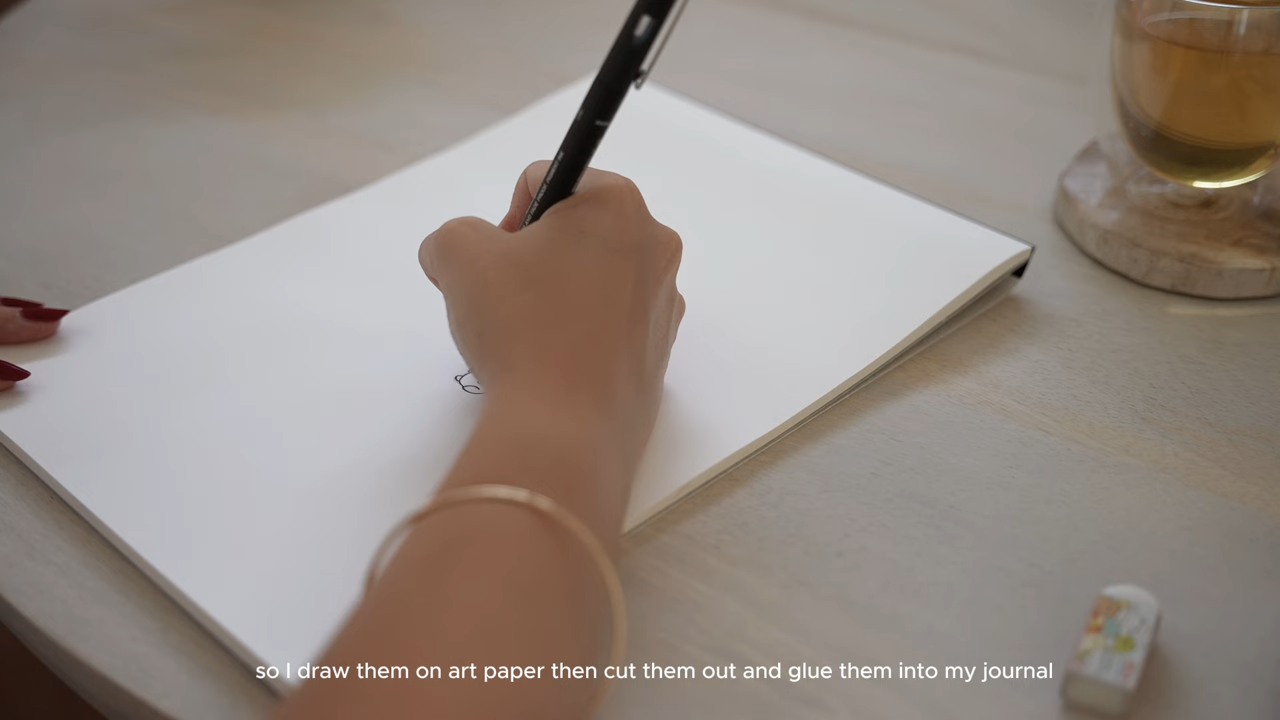 so I draw them on art paper then cut them out and glue them into my journal